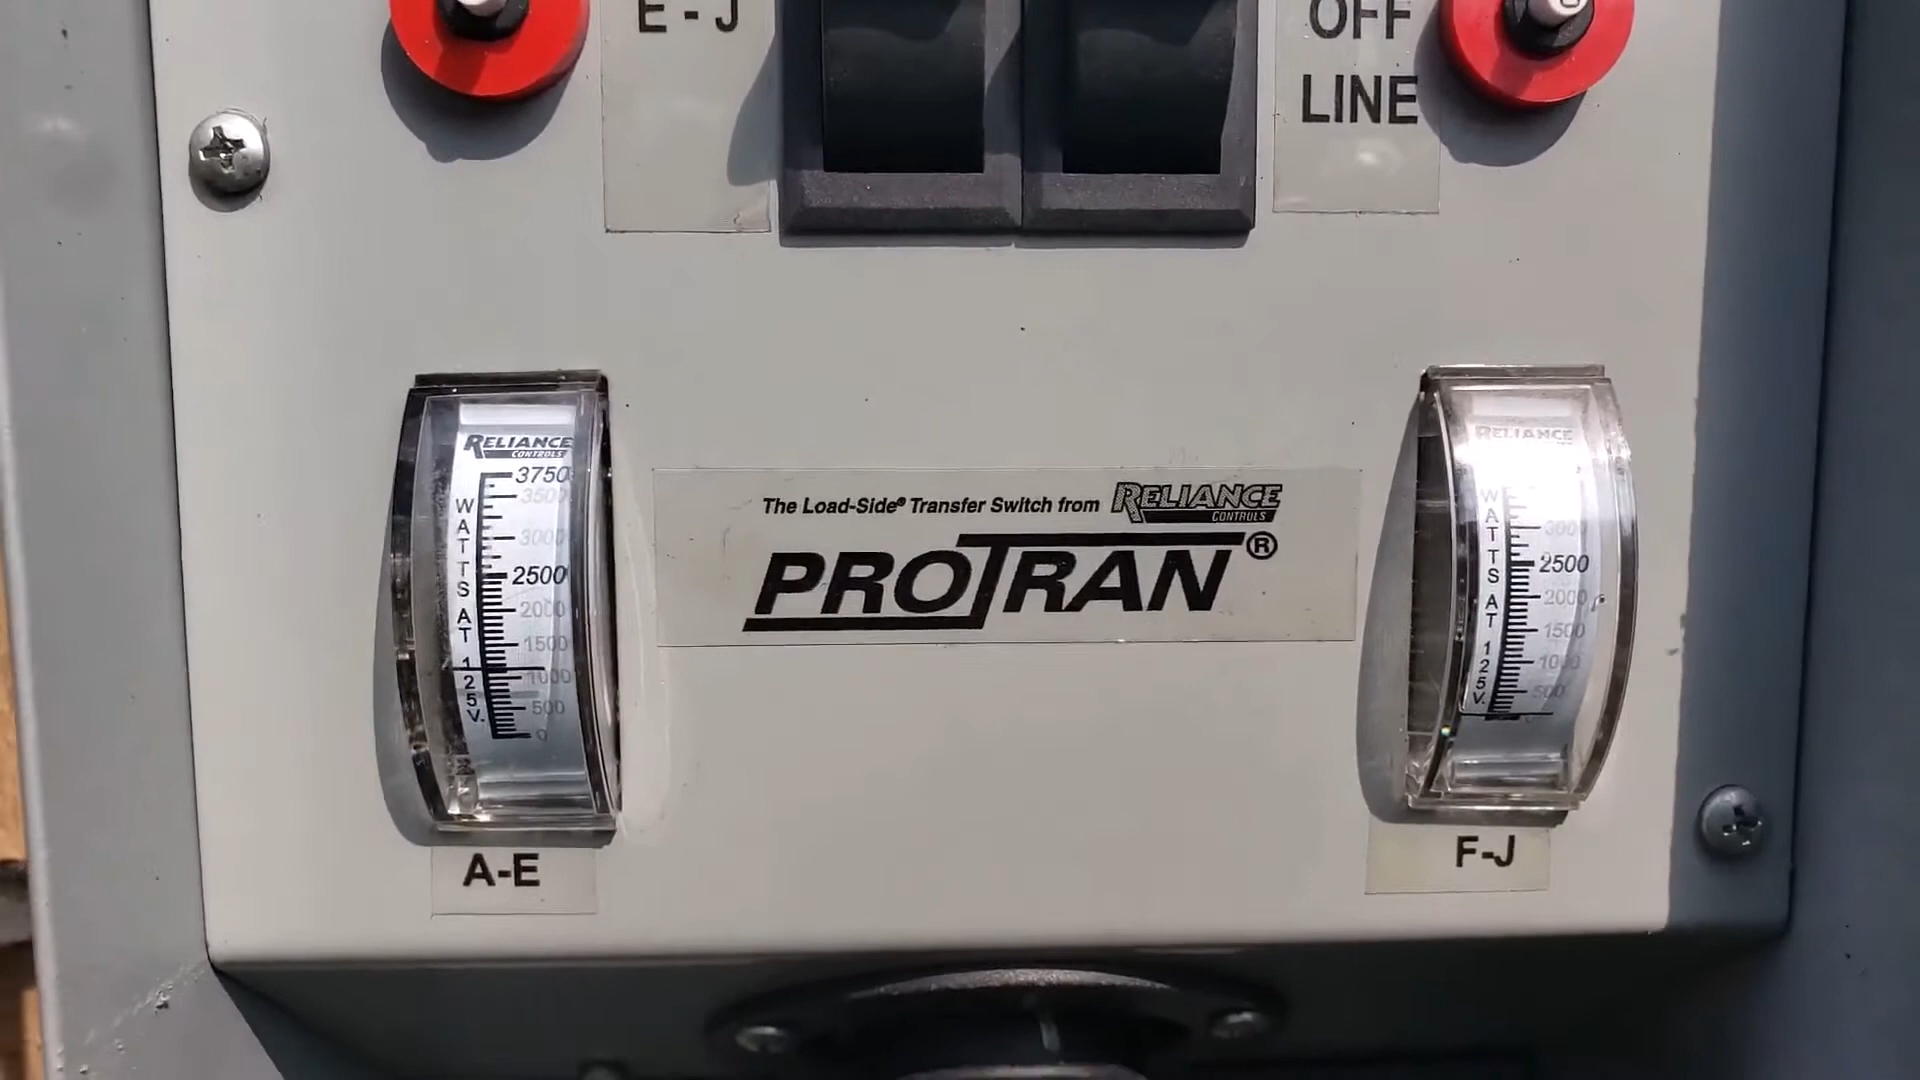 E - J
OFF
LINE
RELIANCE
CONTROLS
3750
3500
3000
2500
2000
1500
1000
500
0
WATTS AT 125V.
The Load-Side® Transfer Switch from RELIANCE
CONTROLS
PROTRAN®
RELIANCE
3000
2500
2000
1500
1000
500
WATTS AT 125V.
A-E
F-J